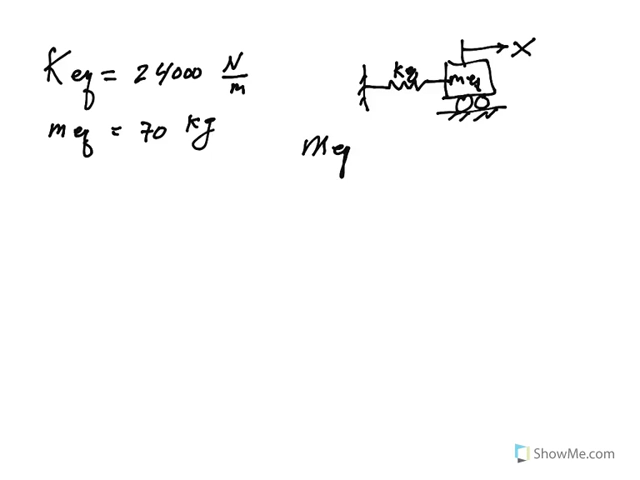 Keq = 24000 N/m
meq = 70 kg
Keq
meq
X
meq
ShowMe.com